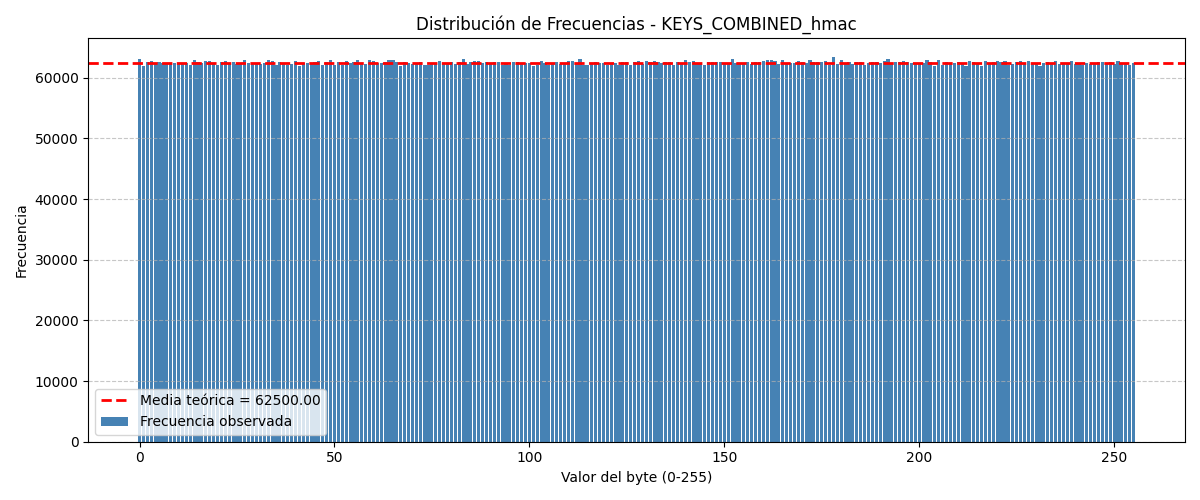 Distribución de Frecuencias - KEYS_COMBINED_hmac
Frecuencia
60000
50000
40000
30000
20000
10000
0
Media teórica = 62500.00
Frecuencia observada
0 50 100 150 200 250
Valor del byte (0-255)